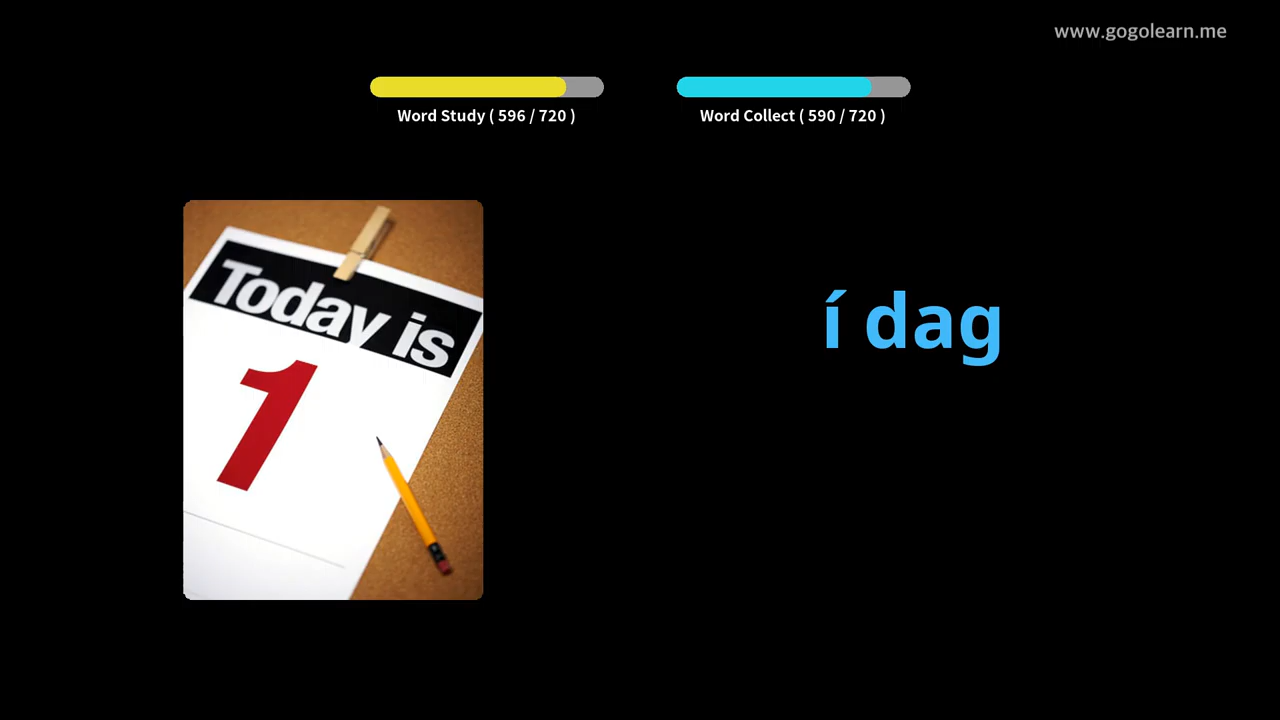 www.gogolearn.me
Word Study ( 596 / 720 )
Word Collect ( 590 / 720 )
Today is
1
í dag